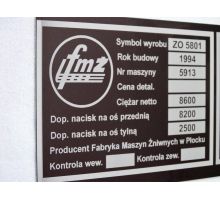 fmż
Symbol wyrobu ZO 5801
Rok budowy 1994
Nr maszyny 5913
Cena detal.
Ciężar netto 8600
Dop. nacisk na oś przednią 8200
Dop. nacisk na oś tylną 2500
Producent Fabryka Maszyn Żniwnych w Płocku
Kontrola wew. Kontrola zew.